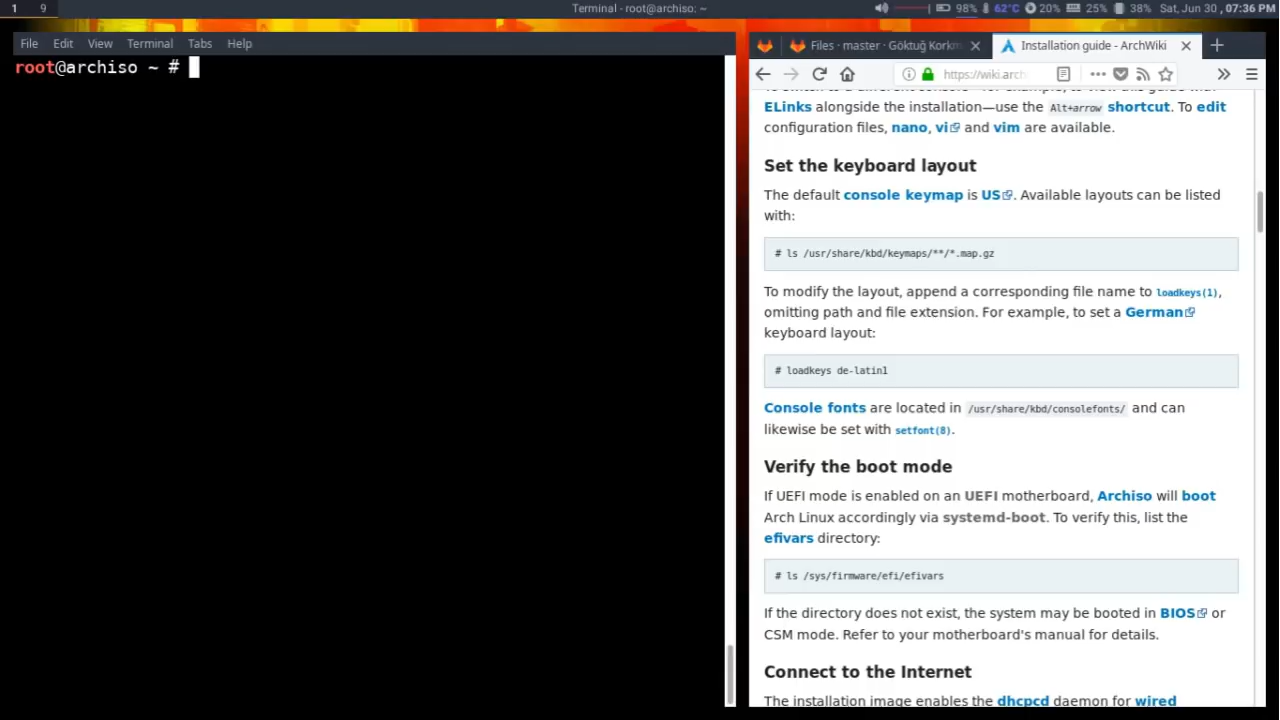 1 9 Terminal - root@archiso: ~ 98% 62°C 20% 25% 38% Sat, Jun 30 , 07:36 PM
File Edit View Terminal Tabs Help
root@archiso ~ #
Files · master · Göktuğ Korkm
Installation guide - ArchWiki
https://wiki.arch
ELinks alongside the installation—use the Alt+arrow shortcut. To edit
configuration files, nano, vi and vim are available.
Set the keyboard layout
The default console keymap is US. Available layouts can be listed
with:
# ls /usr/share/kbd/keymaps/**/*.map.gz
To modify the layout, append a corresponding file name to loadkeys(1),
omitting path and file extension. For example, to set a German
keyboard layout:
# loadkeys de-latin1
Console fonts are located in /usr/share/kbd/consolefonts/ and can
likewise be set with setfont(8).
Verify the boot mode
If UEFI mode is enabled on an UEFI motherboard, Archiso will boot
Arch Linux accordingly via systemd-boot. To verify this, list the
efivars directory:
# ls /sys/firmware/efi/efivars
If the directory does not exist, the system may be booted in BIOS or
CSM mode. Refer to your motherboard's manual for details.
Connect to the Internet
The installation image enables the dhcpcd daemon for wired